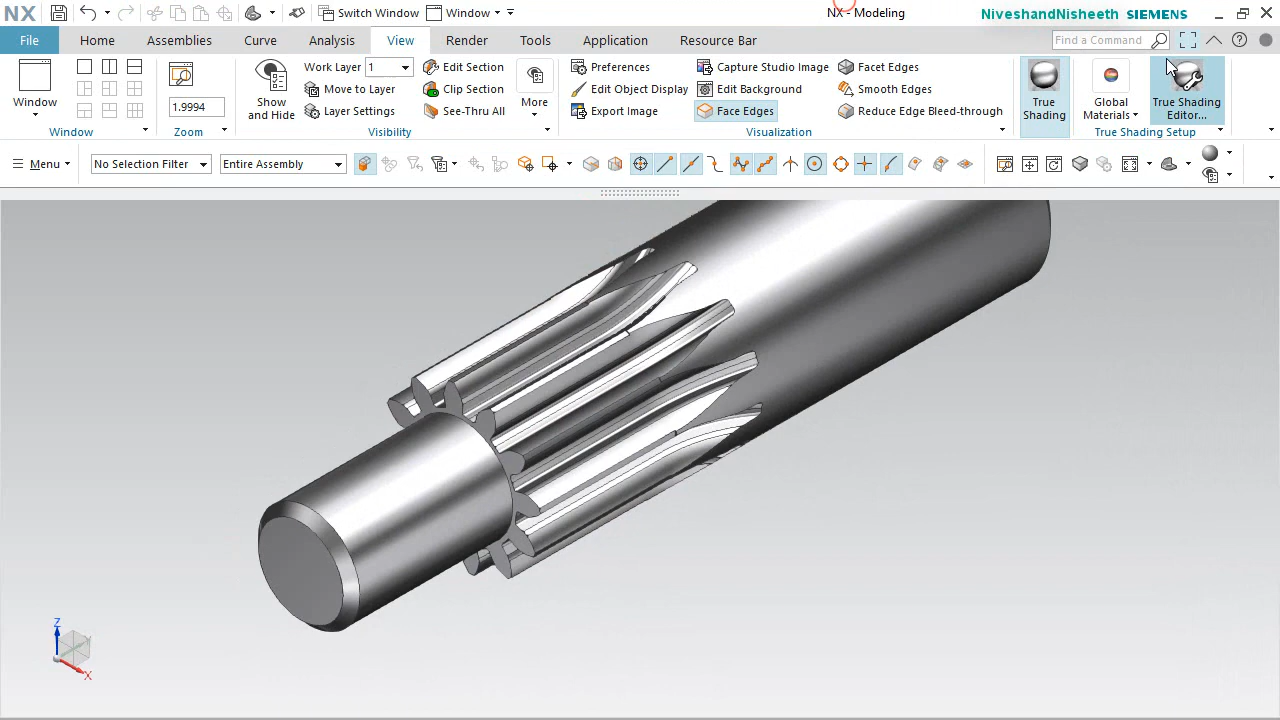 NX Switch Window Window NX - Modeling NiveshandNisheeth SIEMENS
File Home Assemblies Curve Analysis View Render Tools Application Resource Bar Find a Command
Window
1.9994
Show and Hide
Work Layer 1
Move to Layer
Layer Settings
Edit Section
Clip Section
See-Thru All
More
Preferences
Edit Object Display
Export Image
Capture Studio Image
Edit Background
Face Edges
Facet Edges
Smooth Edges
Reduce Edge Bleed-through
True Shading
Global Materials
True Shading Editor...
Window Zoom Visibility Visualization True Shading Setup
Menu No Selection Filter Entire Assembly
Z
Y
X